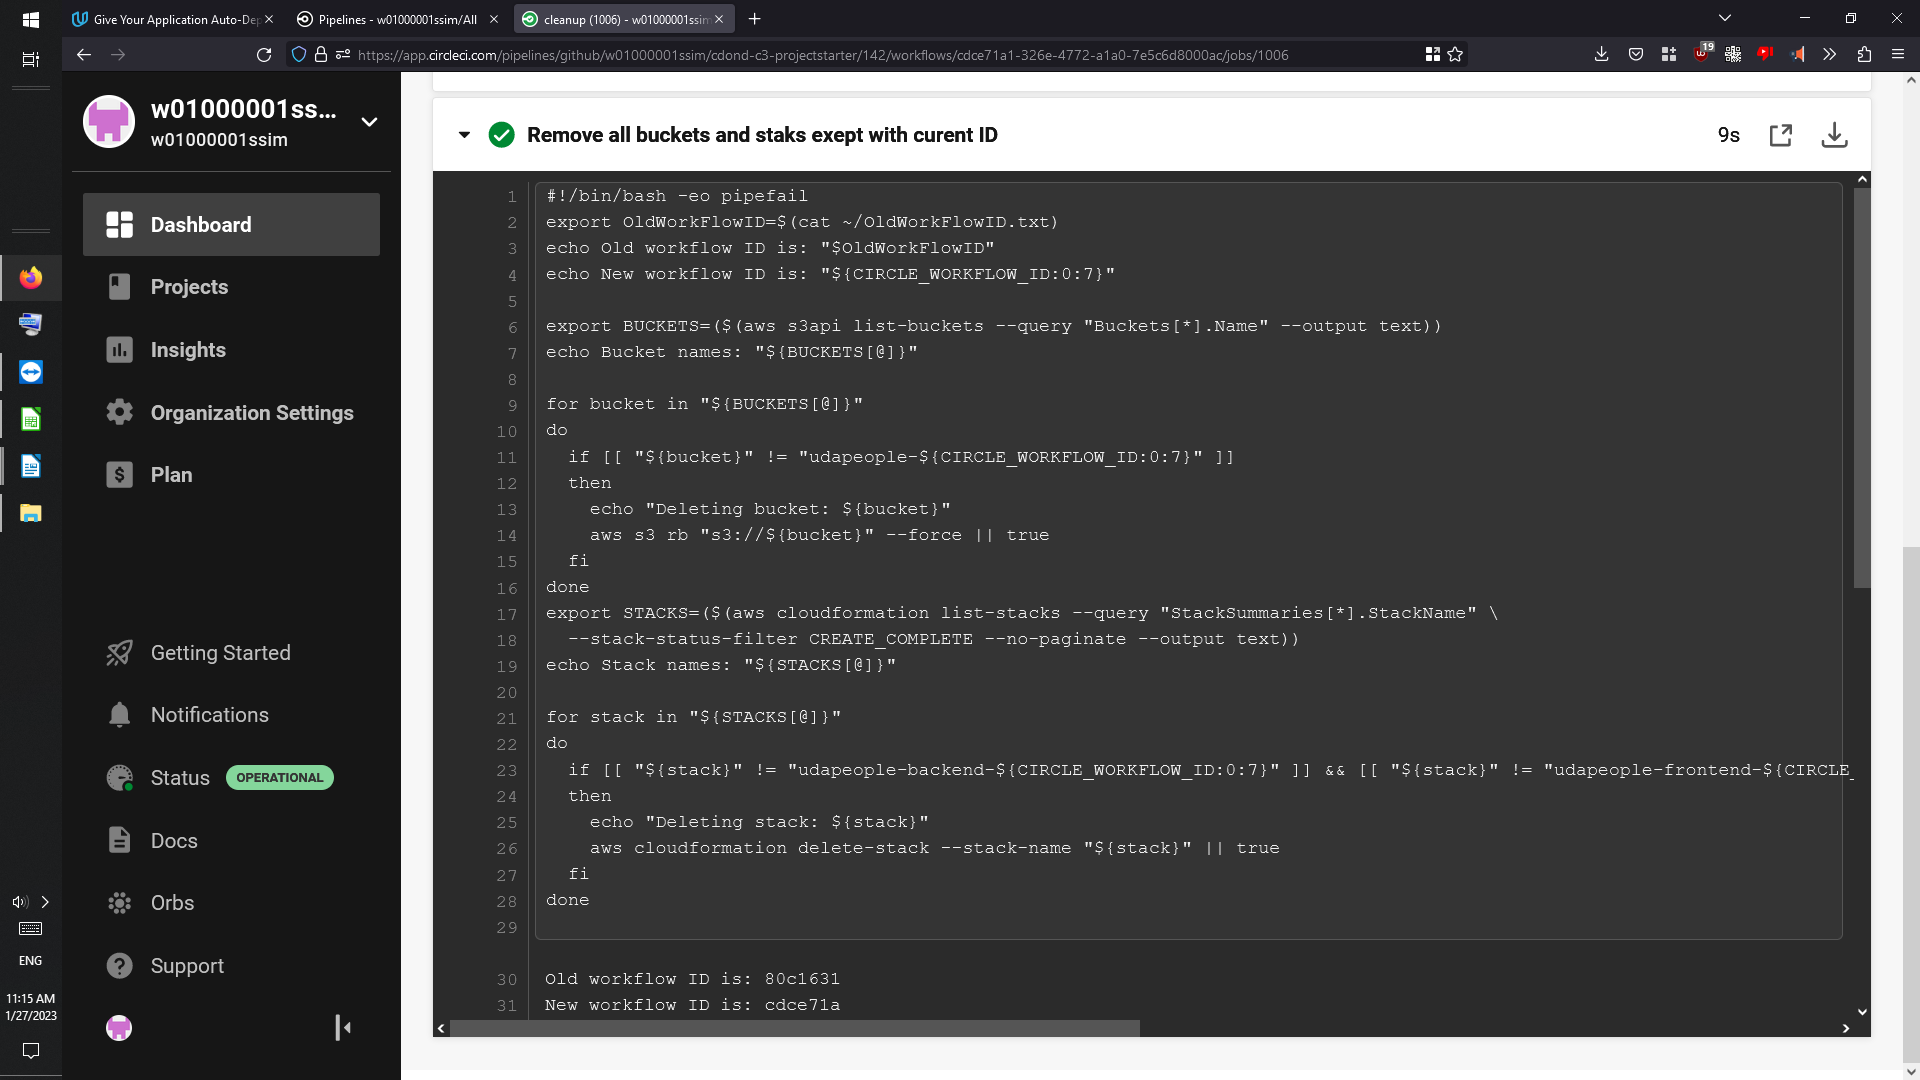 Give Your Application Auto-Dep
Pipelines - w01000001ssim/All
cleanup (1006) - w01000001ssim
https://app.circleci.com/pipelines/github/w01000001ssim/cdond-c3-projectstarter/142/workflows/cdce71a1-326e-4772-a1a0-7e5c6d8000ac/jobs/1006
19
w01000001ss...
w01000001ssim
Dashboard
Projects
Insights
Organization Settings
Plan
Getting Started
Notifications
Status OPERATIONAL
Docs
Orbs
Support
ENG
11:15 AM
1/27/2023
Remove all buckets and staks exept with curent ID
9s
1 #!/bin/bash -eo pipefail
2 export OldWorkFlowID=$(cat ~/OldWorkFlowID.txt)
3 echo Old workflow ID is: "$OldWorkFlowID"
4 echo New workflow ID is: "${CIRCLE_WORKFLOW_ID:0:7}"
5
6 export BUCKETS=($(aws s3api list-buckets --query "Buckets[*].Name" --output text))
7 echo Bucket names: "${BUCKETS[@]}"
8
9 for bucket in "${BUCKETS[@]}"
10 do
11 if [[ "${bucket}" != "udapeople-${CIRCLE_WORKFLOW_ID:0:7}" ]]
12 then
13 echo "Deleting bucket: ${bucket}"
14 aws s3 rb "s3://${bucket}" --force || true
15 fi
16 done
17 export STACKS=($(aws cloudformation list-stacks --query "StackSummaries[*].StackName" \
18 --stack-status-filter CREATE_COMPLETE --no-paginate --output text))
19 echo Stack names: "${STACKS[@]}"
20
21 for stack in "${STACKS[@]}"
22 do
23 if [[ "${stack}" != "udapeople-backend-${CIRCLE_WORKFLOW_ID:0:7}" ]] && [[ "${stack}" != "udapeople-frontend-${CIRCLE_
24 then
25 echo "Deleting stack: ${stack}"
26 aws cloudformation delete-stack --stack-name "${stack}" || true
27 fi
28 done
29
30 Old workflow ID is: 80c1631
31 New workflow ID is: cdce71a